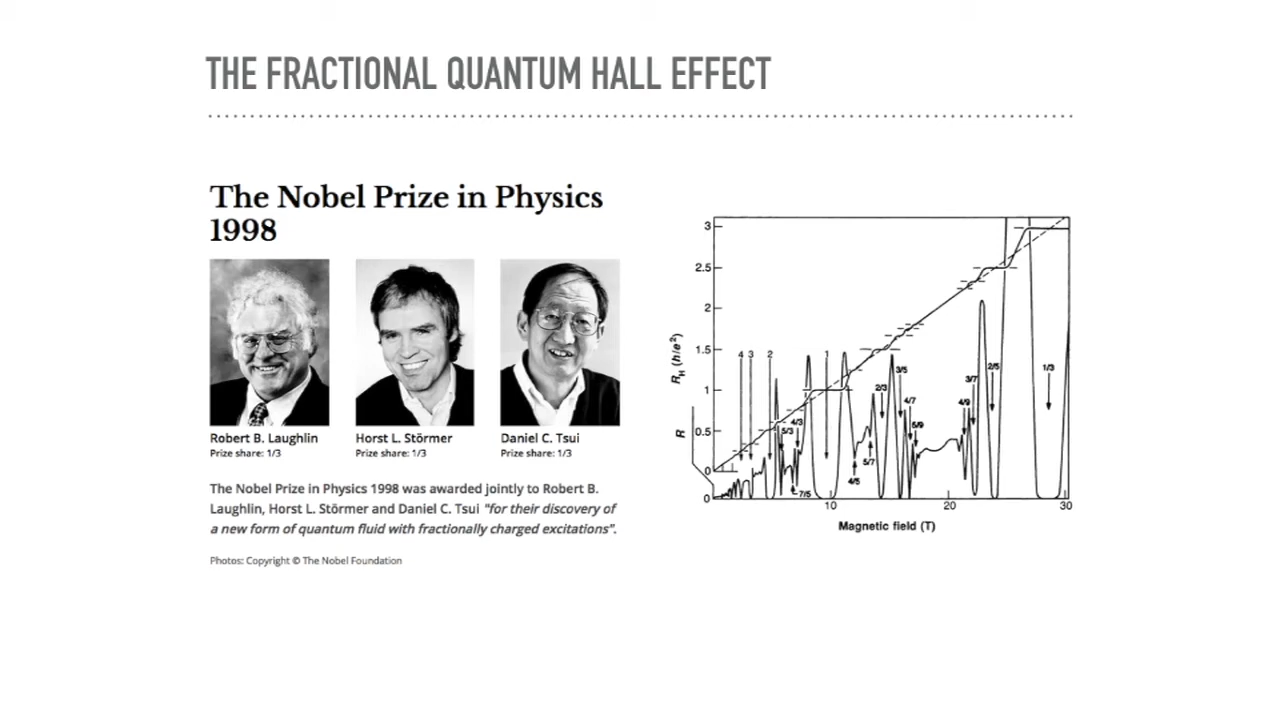 THE FRACTIONAL QUANTUM HALL EFFECT
The Nobel Prize in Physics
1998
Robert B. Laughlin
Prize share: 1/3
Horst L. Störmer
Prize share: 1/3
Daniel C. Tsui
Prize share: 1/3
The Nobel Prize in Physics 1998 was awarded jointly to Robert B.
Laughlin, Horst L. Störmer and Daniel C. Tsui "for their discovery of
a new form of quantum fluid with fractionally charged excitations".
Photos: Copyright © The Nobel Foundation
3
2.5
2
1.5
1
0.5
0
0
R_H (h/e²)
R
4
3
2
1
5/3
4/3
7/5
2/3
3/5
4/7
5/9
5/7
4/5
4/9
3/7
2/5
1/3
10
20
30
Magnetic field (T)